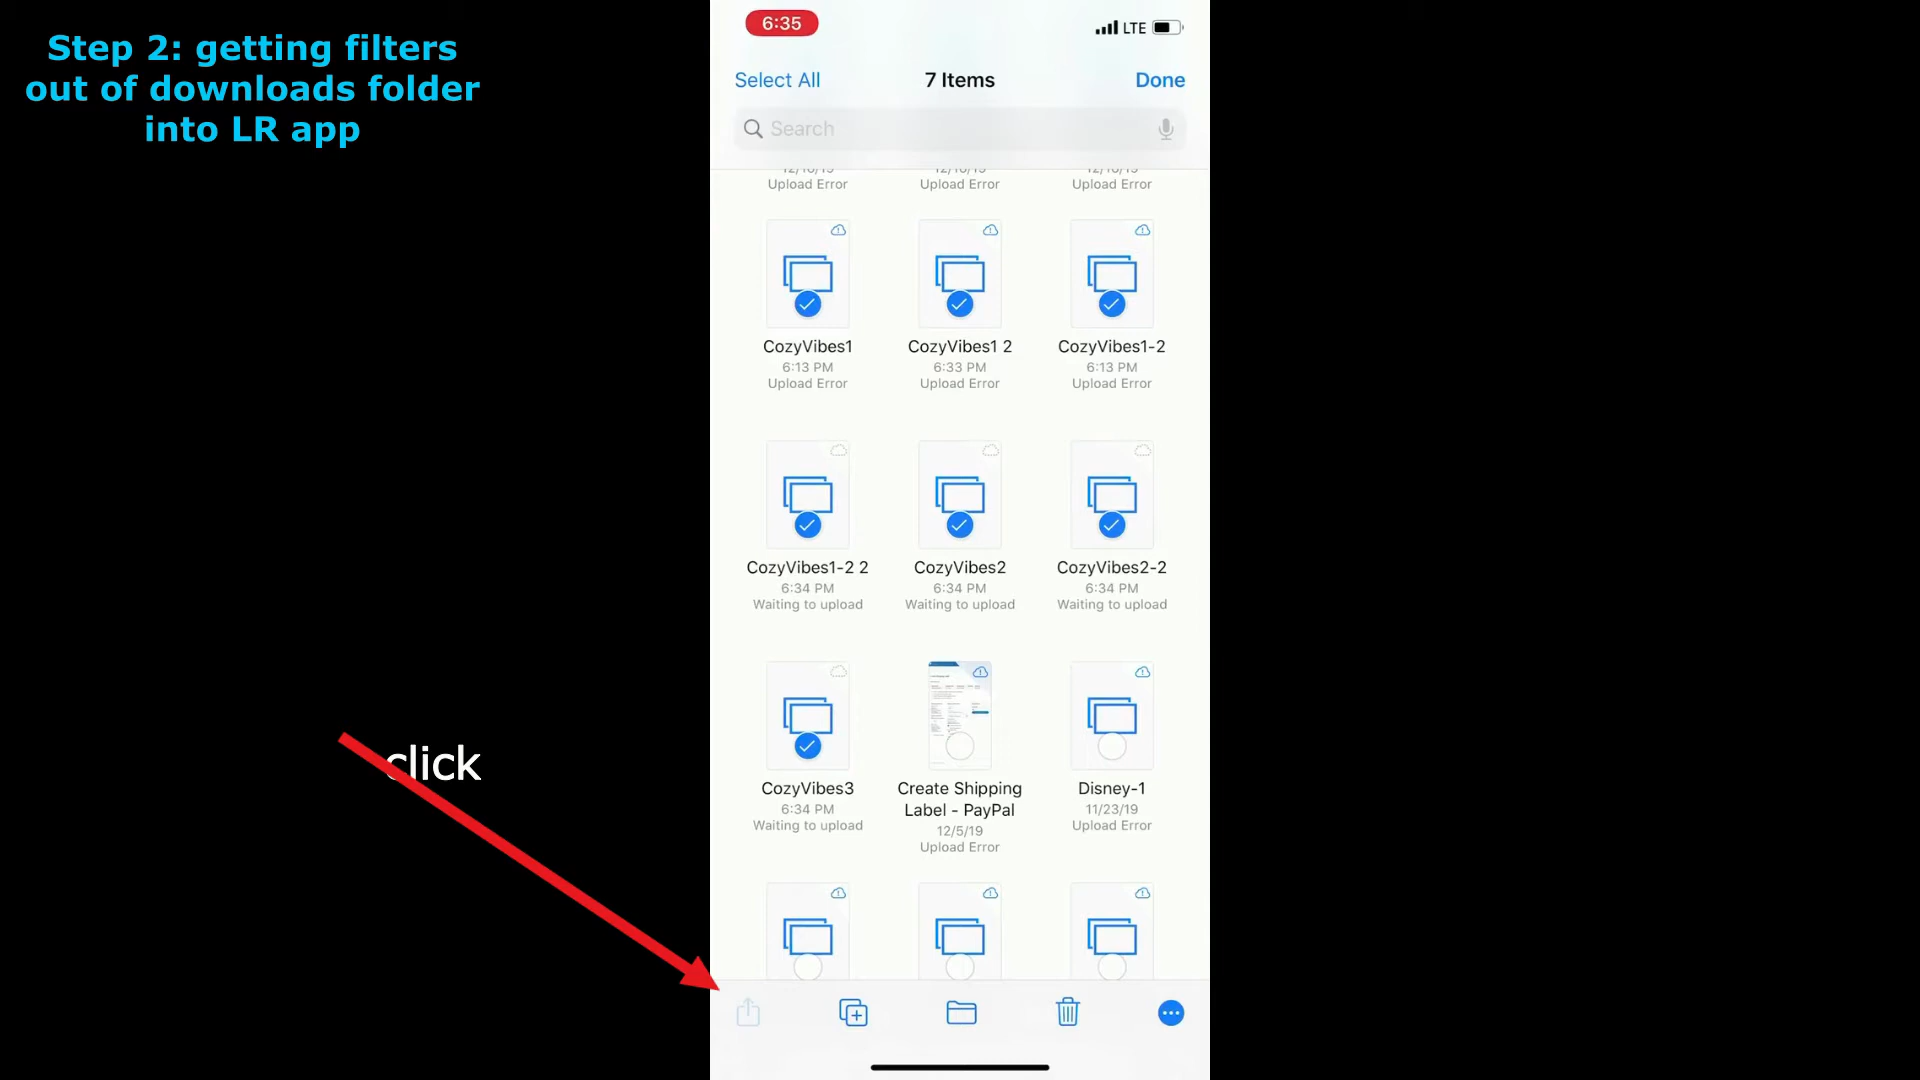 Step 2: getting filters
out of downloads folder
into LR app
6:35
LTE
Select All
7 Items
Done
Search
12/16/19
12/16/19
12/16/19
Upload Error
Upload Error
Upload Error
CozyVibes1
CozyVibes1 2
CozyVibes1-2
6:13 PM
6:33 PM
6:13 PM
Upload Error
Upload Error
Upload Error
CozyVibes1-2 2
CozyVibes2
CozyVibes2-2
6:34 PM
6:34 PM
6:34 PM
Waiting to upload
Waiting to upload
Waiting to upload
click
CozyVibes3
Create Shipping
Label - PayPal
Disney-1
6:34 PM
12/5/19
11/23/19
Waiting to upload
Upload Error
Upload Error